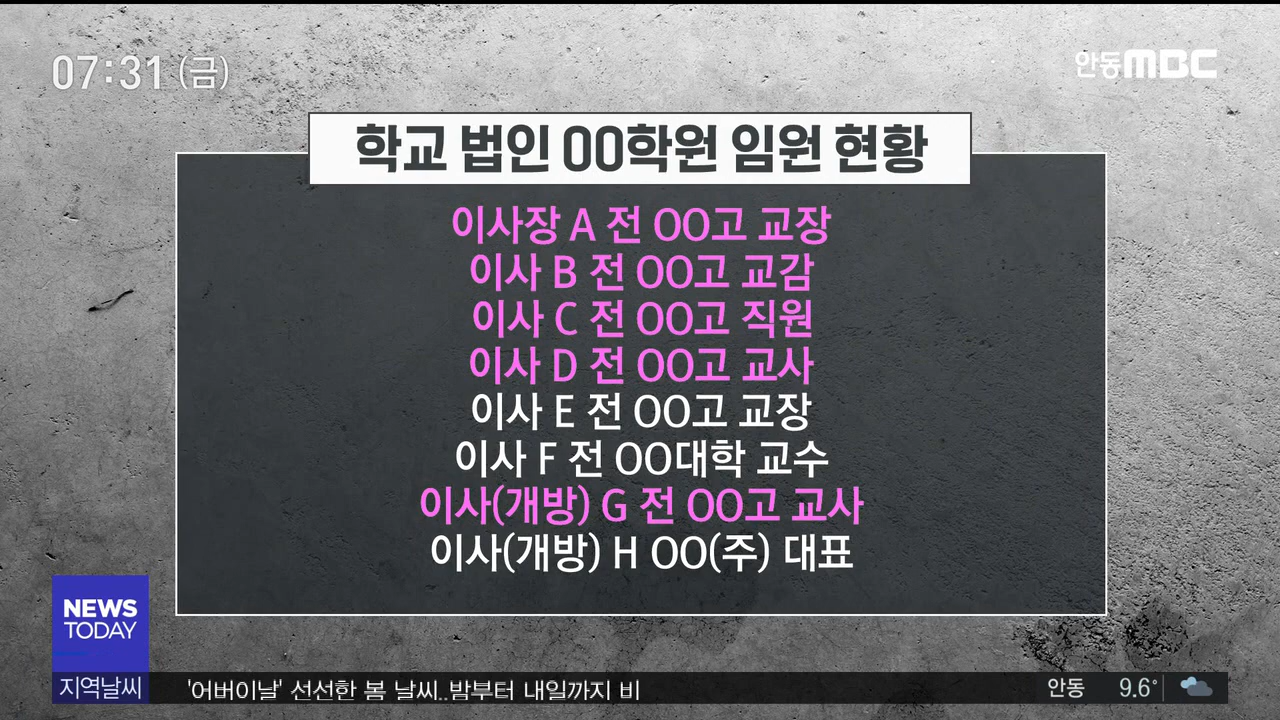 07:31 (금)
안동MBC
학교 법인 OO학원 임원 현황
이사장 A 전 OO고 교장
이사 B 전 OO고 교감
이사 C 전 OO고 직원
이사 D 전 OO고 교사
이사 E 전 OO고 교장
이사 F 전 OO대학 교수
이사(개방) G 전 OO고 교사
이사(개방) H OO(주) 대표
NEWS
TODAY
지역날씨 '어버이날' 선선한 봄 날씨..밤부터 내일까지 비 안동 9.6°